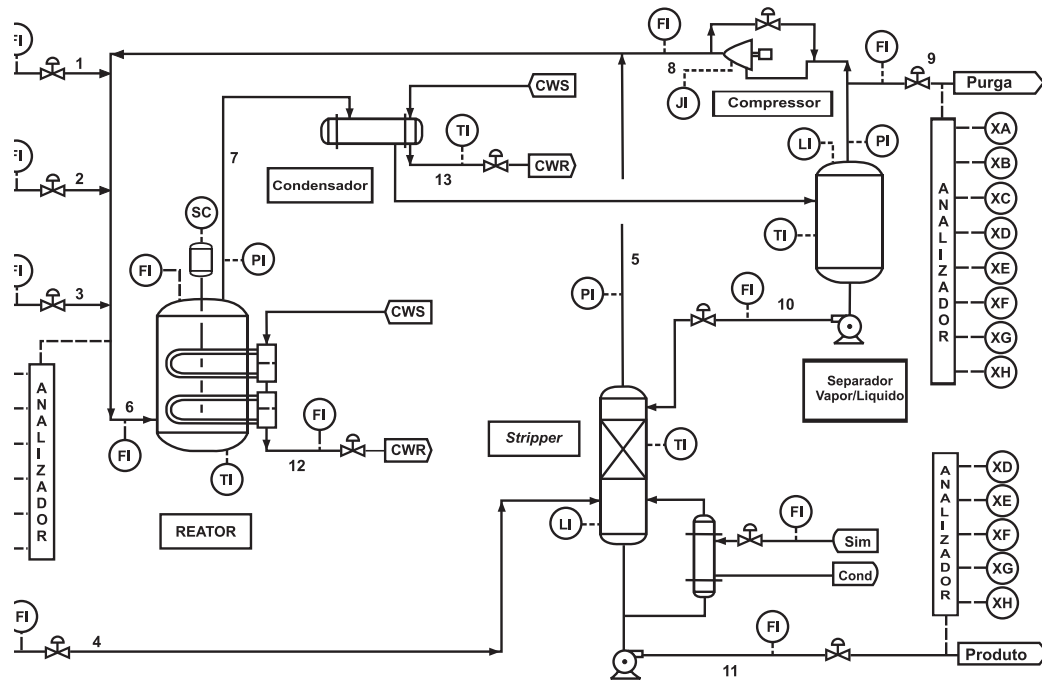 FI
FI
FI
9
1
8
CWS
Purga
JI
Compressor
TI
LI
PI
XA
7
FI
CWR
13
XB
2
Condensador
ANALIZADOR
XC
SC
TI
XD
FI
PI
5
XE
FI
3
PI
FI
10
XF
CWS
XG
XH
ANALIZADOR
6
FI
FI
Separador
Vapor/Liquido
Stripper
TI
CWR
12
TI
XD
ANALIZADOR
XE
REATOR
LI
FI
XF
Sim
XG
Cond
XH
FI
4
FI
Produto
11